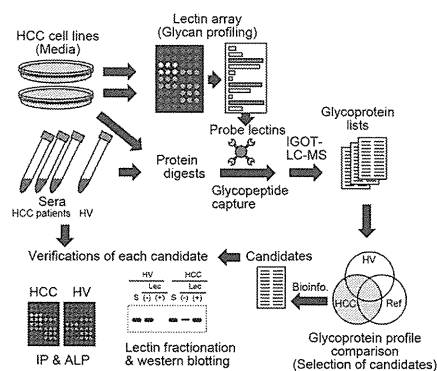 HCC cell lines
(Media)
Lectin array
(Glycan profiling)
Probe lectins
Sera
HCC patients HV
Protein
digests
Glycopeptide
capture
IGOT-
LC-MS
Glycoprotein
lists
HV
HCC
Ref
Glycoprotein profile
comparison
(Selection of candidates)
Bioinfo.
Candidates
Verifications of each candidate
HCC HV
IP & ALP
HV HCC
Lec Lec
S (-) (+) S (-) (+)
Lectin fractionation
& western blotting